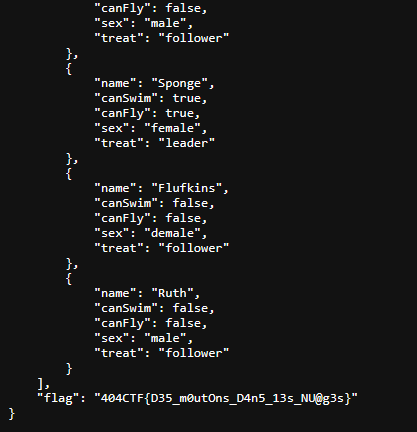 "canFly": false,
"sex": "male",
"treat": "follower"
},
{
"name": "Sponge",
"canSwim": true,
"canFly": true,
"sex": "female",
"treat": "leader"
},
{
"name": "Flufkins",
"canSwim": false,
"canFly": false,
"sex": "demale",
"treat": "follower"
},
{
"name": "Ruth",
"canSwim": false,
"canFly": false,
"sex": "male",
"treat": "follower"
}
],
"flag": "404CTF{D35_m0utOns_D4n5_13s_NU@g3s}"
}